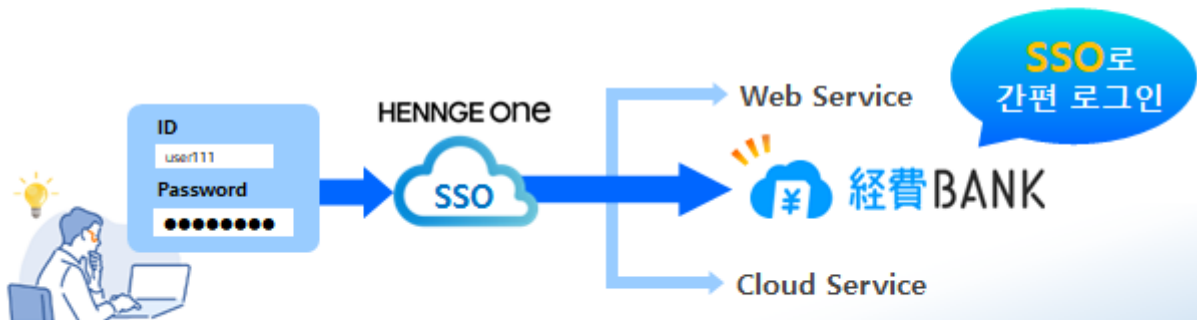 ID
user111
Password
●●●●●●●●
HENNGE one
SSO
Web Service
経費BANK
¥
Cloud Service
SSO로
간편 로그인